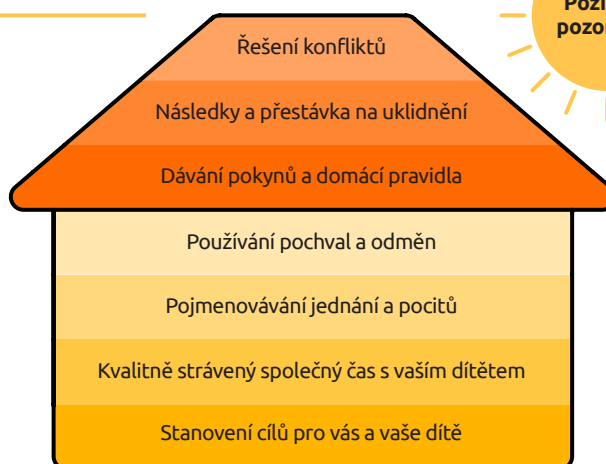 Řešení konfliktů
Následky a přestávka na uklidnění
Dávání pokynů a domácí pravidla
Používání pochval a odměn
Pojmenovávání jednání a pocitů
Kvalitně strávený společný čas s vaším dítětem
Stanovení cílů pro vás a vaše dítě